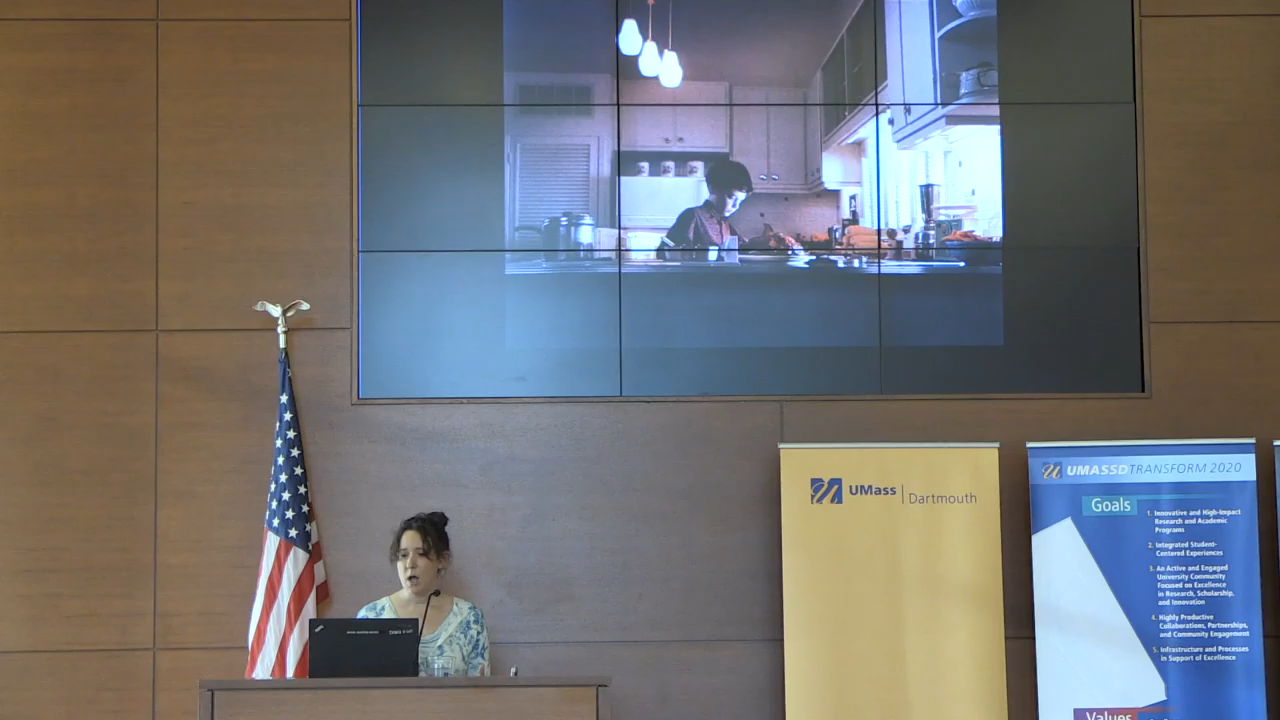 UMass | Dartmouth
UMASSD TRANSFORM 2020
Goals
1. Innovative and High-Impact
Research and Academic
Programs
2. Integrated Student-
Centered Experiences
3. An Active and Engaged
University Community
Focused on Excellence
in Research, Scholarship,
and Innovation
4. Highly Productive
Collaborations, Partnerships,
and Community Engagement
5. Infrastructure and Processes
in Support of Excellence
Values